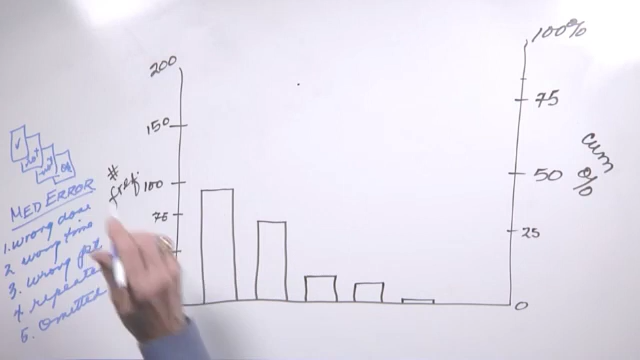 200
150
100
75
#
freq.
100%
75
50
25
0
cum
%
MED ERROR
1. wrong dose
2 wrong time
3. wrong pt
4 repeated
5. Omitted